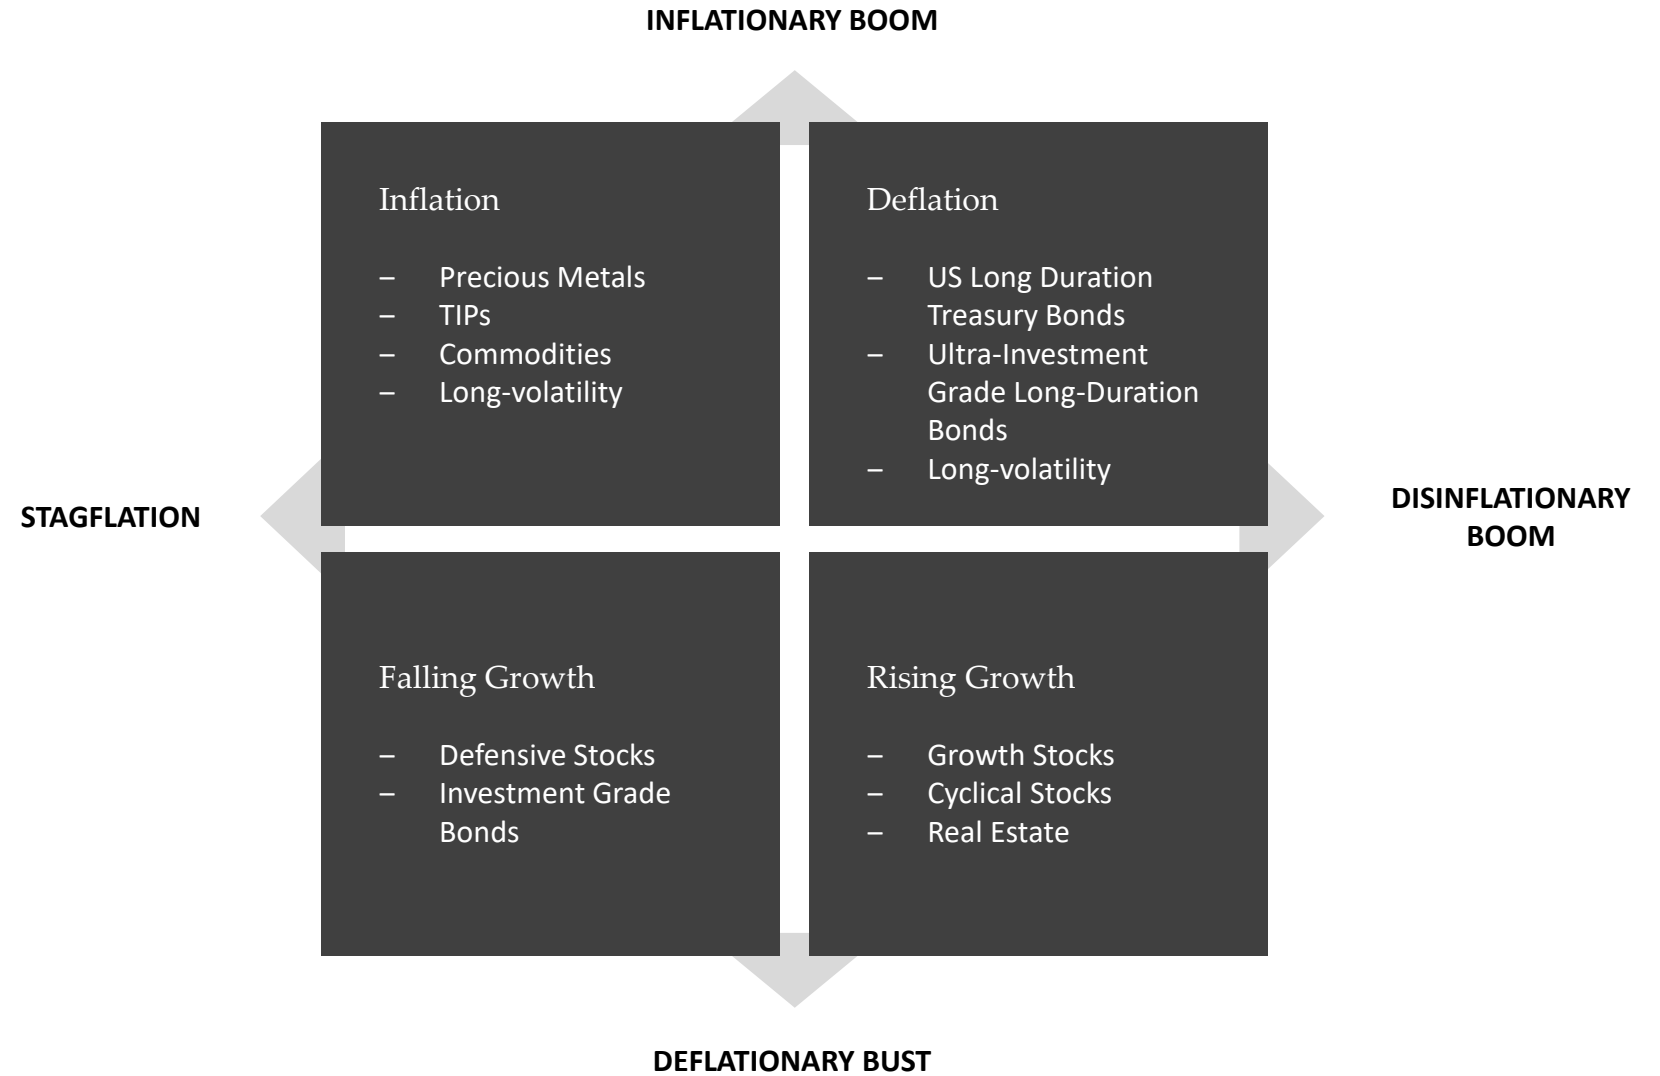 INFLATIONARY BOOM
Inflation
– Precious Metals
– TIPs
– Commodities
– Long-volatility
Deflation
– US Long Duration
Treasury Bonds
– Ultra-Investment
Grade Long-Duration
Bonds
– Long-volatility
STAGFLATION
DISINFLATIONARY
BOOM
Falling Growth
– Defensive Stocks
– Investment Grade
Bonds
Rising Growth
– Growth Stocks
– Cyclical Stocks
– Real Estate
DEFLATIONARY BUST